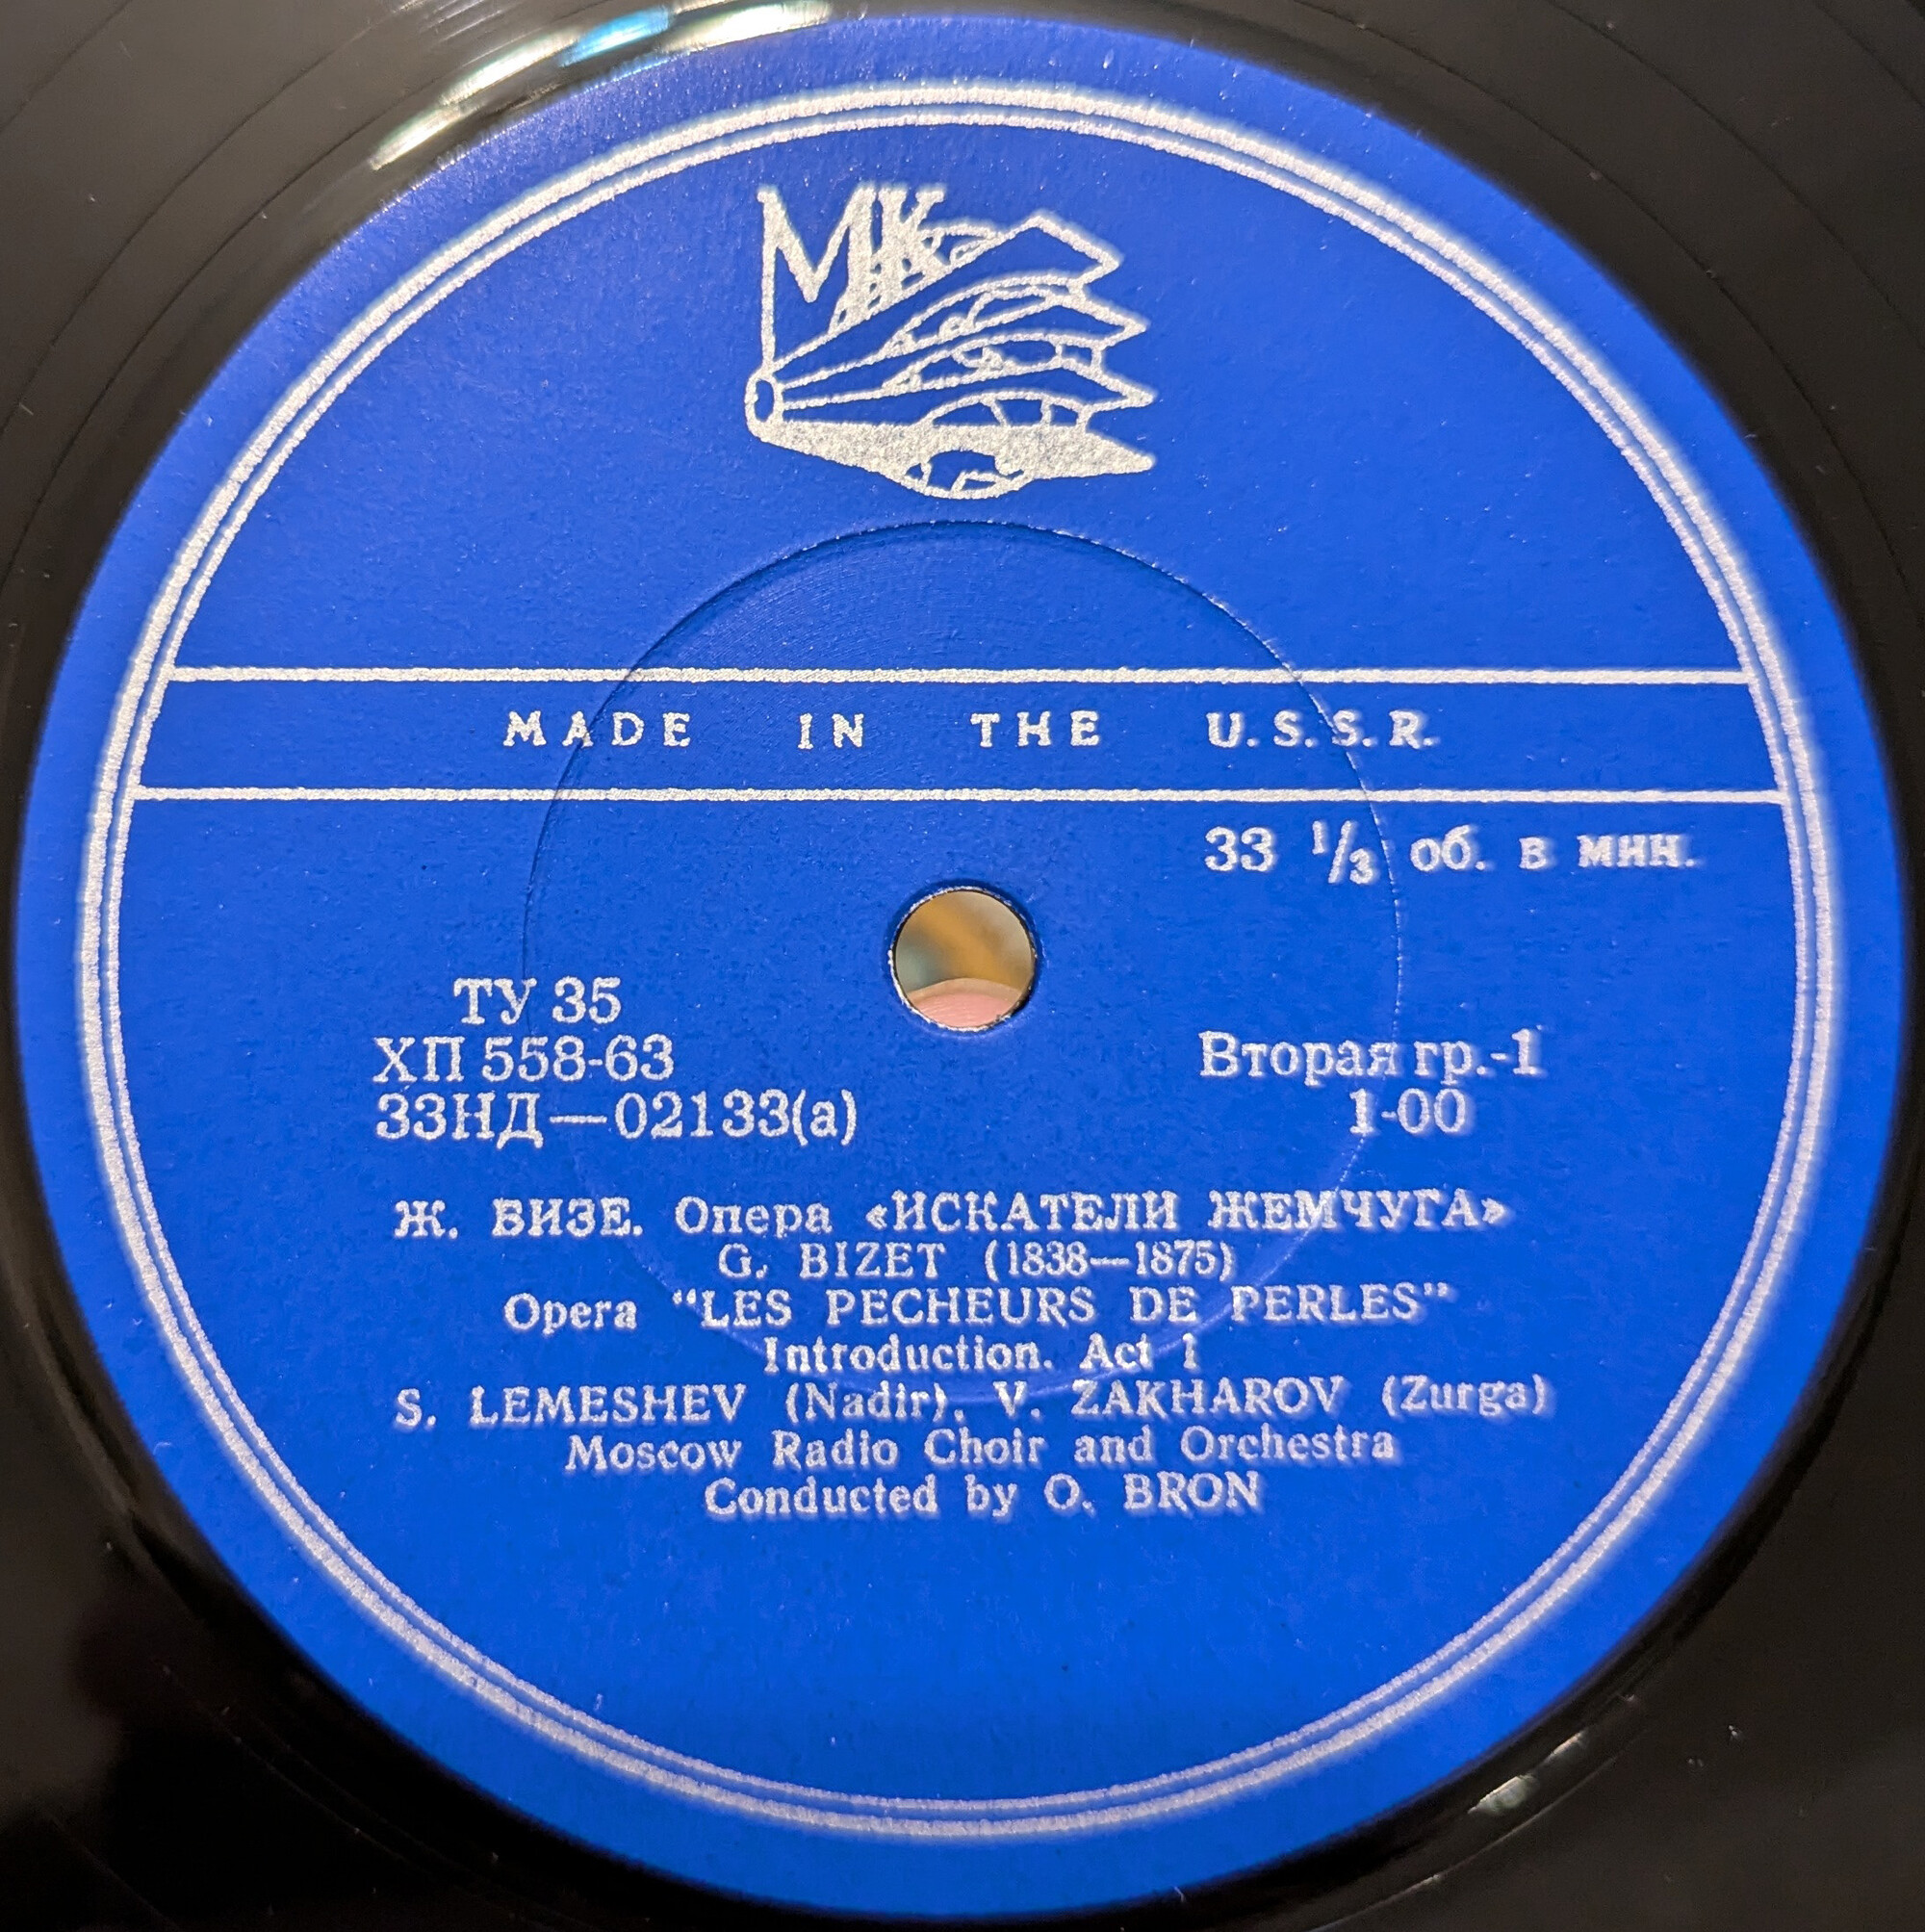 MK
MADE IN THE U.S.S.R.
33 1/3 об. в мин.
ТУ 35
ХП 558-63
Вторая гр.-1
33НД—02133(а)
1-00
Ж. БИЗЕ. Опера «ИСКАТЕЛИ ЖЕМЧУГА»
G. BIZET (1838—1875)
Opera “LES PECHEURS DE PERLES”
Introduction. Act 1
S. LEMESHEV (Nadir), V. ZAKHAROV (Zurga)
Moscow Radio Choir and Orchestra
Conducted by O. BRON